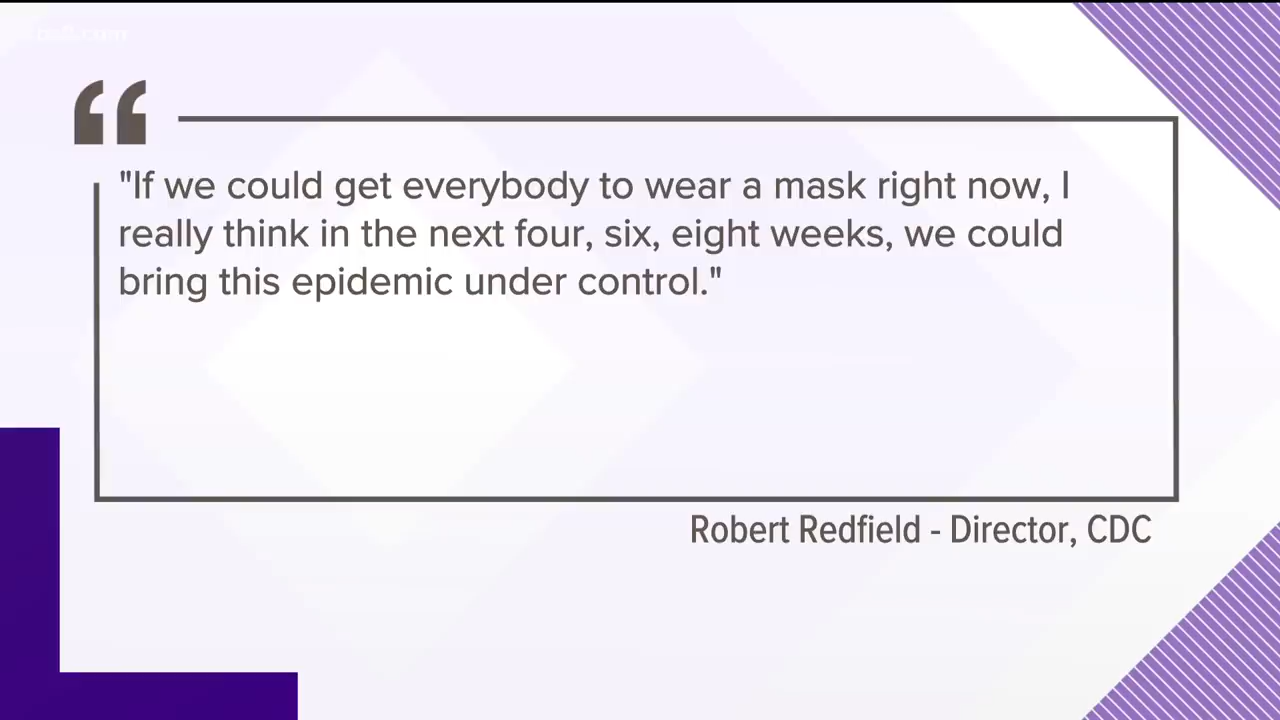 "If we could get everybody to wear a mask right now, I
really think in the next four, six, eight weeks, we could
bring this epidemic under control."
Robert Redfield - Director, CDC